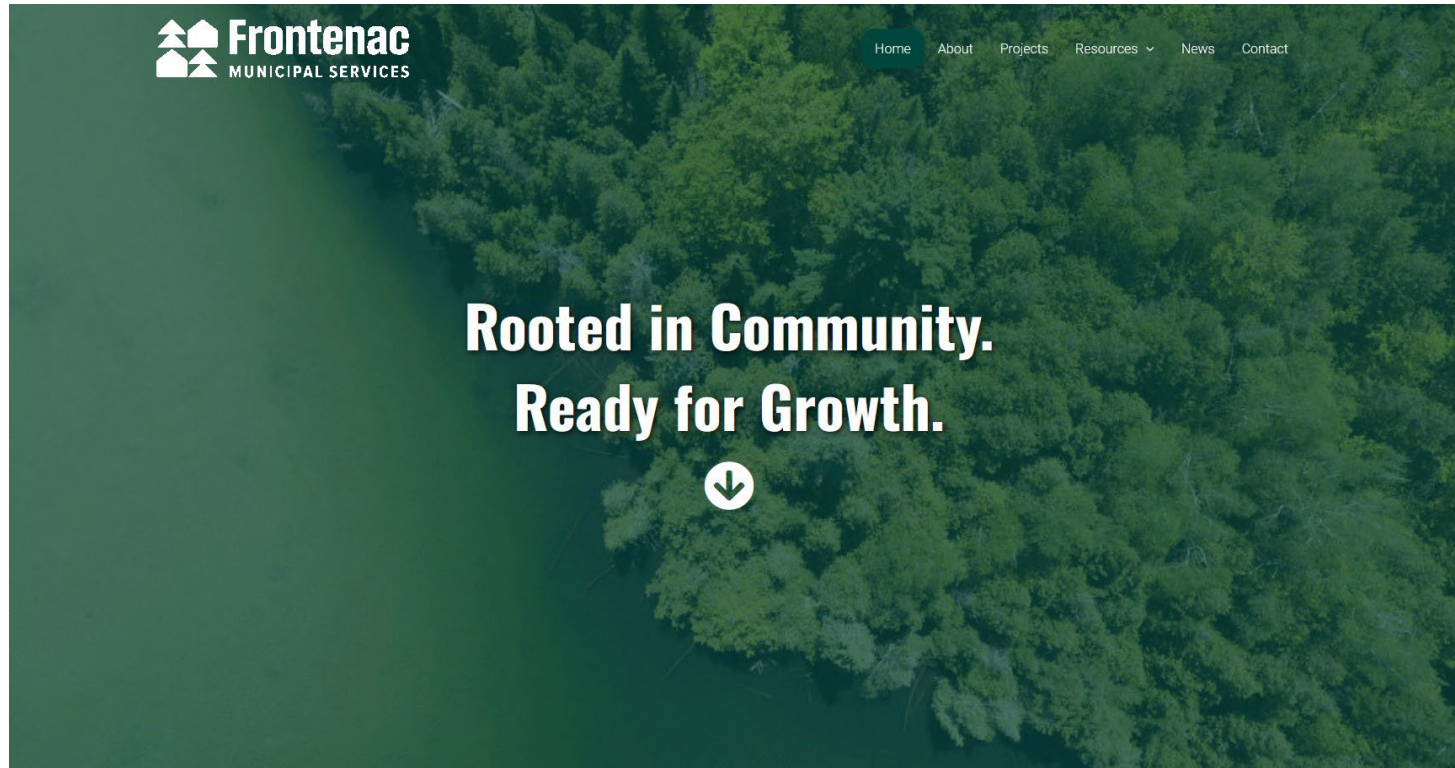 Frontenac
MUNICIPAL SERVICES
Home About Projects Resources News Contact
Rooted in Community.
Ready for Growth.